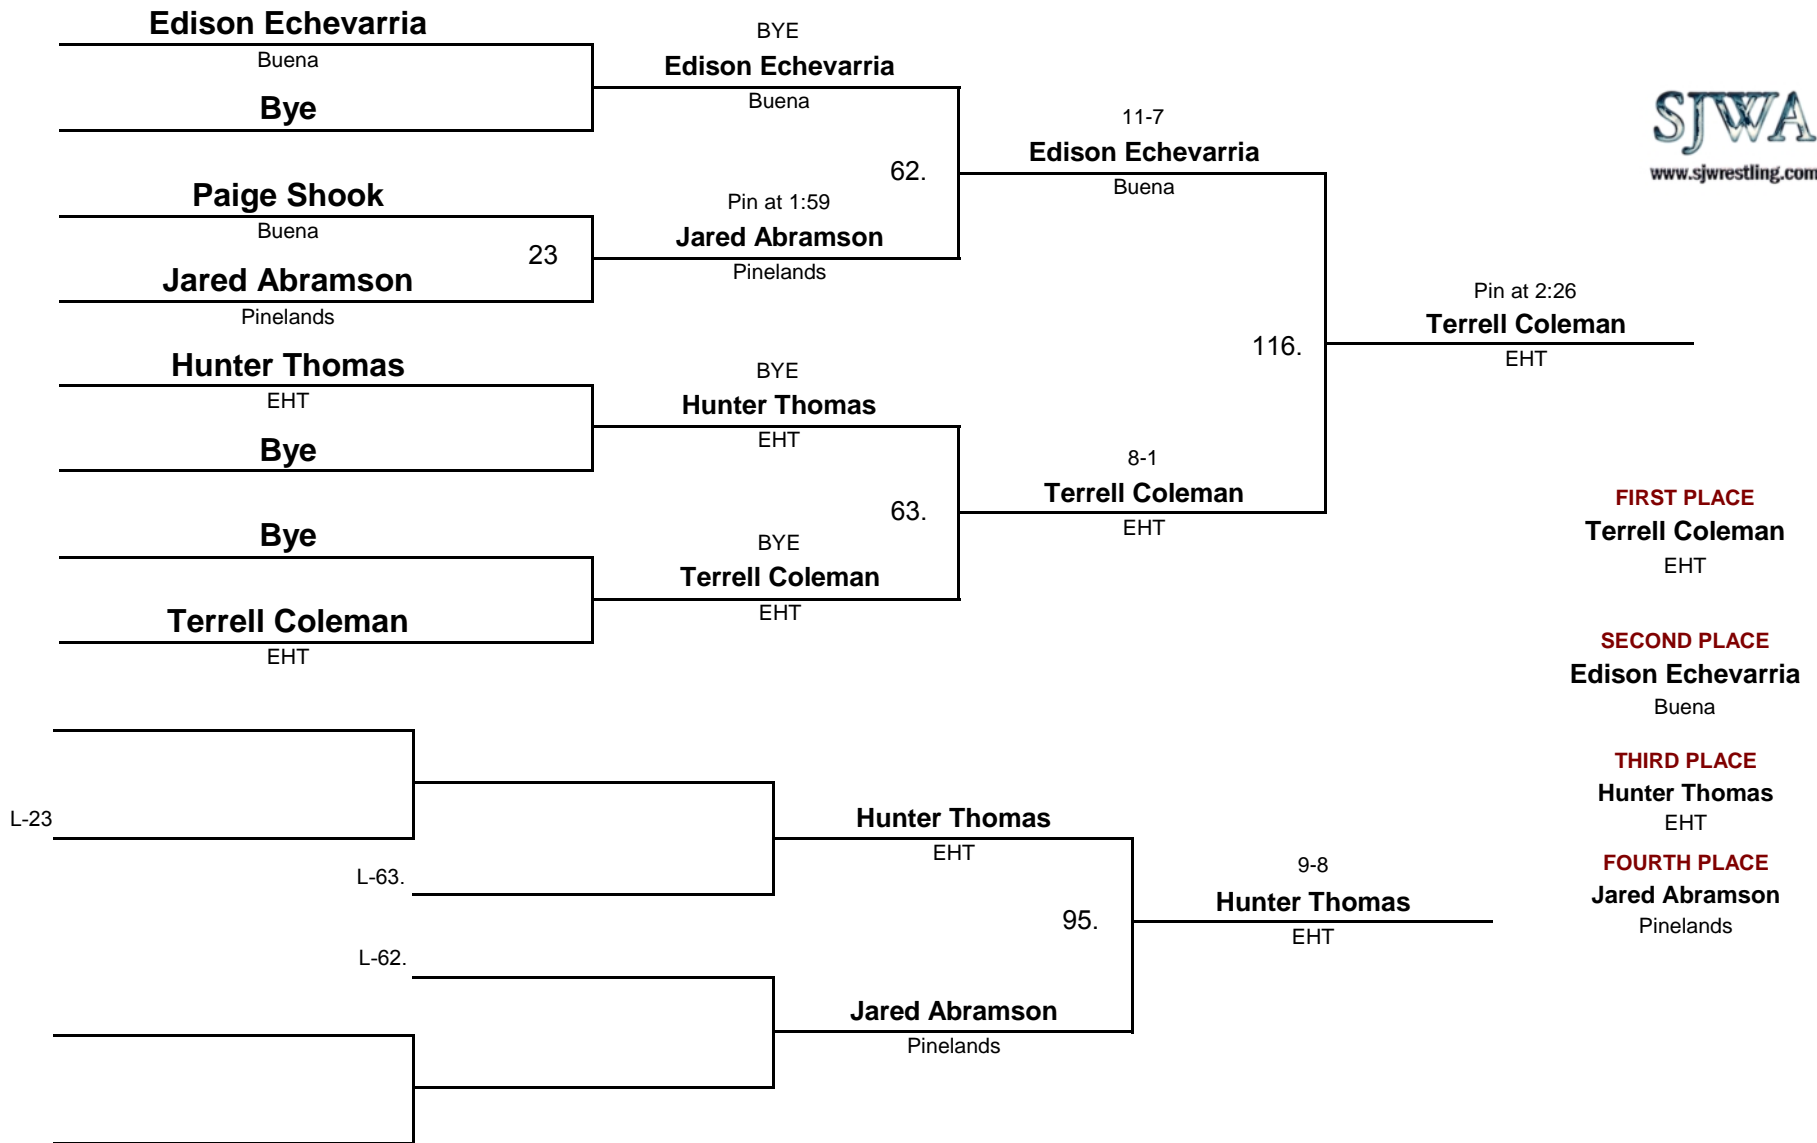 Edison Echevarria
Buena
Bye
Paige Shook
Buena
23
Jared Abramson
Pinelands
Hunter Thomas
EHT
Bye
Bye
Terrell Coleman
EHT
BYE
Edison Echevarria
Buena
62.
Pin at 1:59
Jared Abramson
Pinelands
BYE
Hunter Thomas
EHT
63.
BYE
Terrell Coleman
EHT
11-7
Edison Echevarria
Buena
116.
8-1
Terrell Coleman
EHT
Pin at 2:26
Terrell Coleman
EHT
SJWA
www.sjwrestling.com
FIRST PLACE
Terrell Coleman
EHT
SECOND PLACE
Edison Echevarria
Buena
THIRD PLACE
Hunter Thomas
EHT
FOURTH PLACE
Jared Abramson
Pinelands
L-23
L-63.
L-62.
Hunter Thomas
EHT
95.
Jared Abramson
Pinelands
9-8
Hunter Thomas
EHT